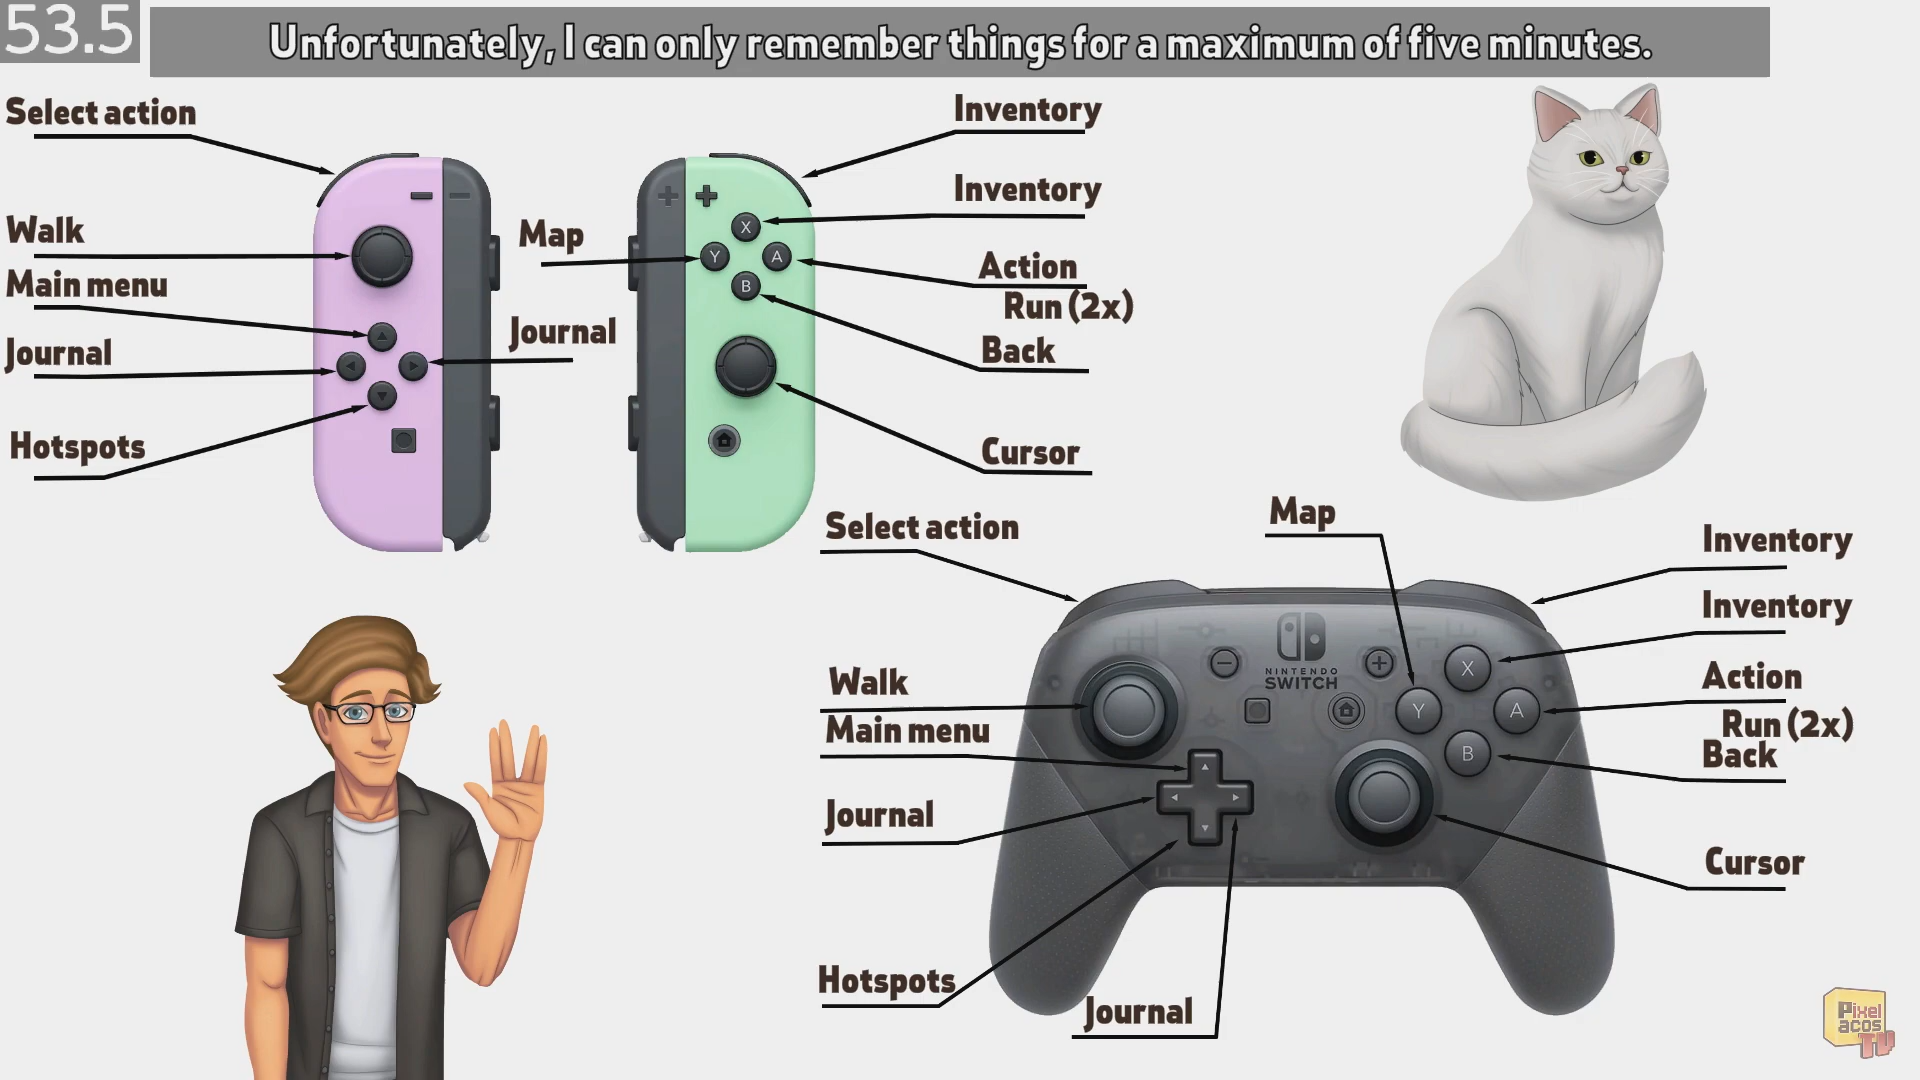 53.5
Unfortunately, I can only remember things for a maximum of five minutes.
Select action
Walk
Main menu
Journal
Hotspots
Map
Journal
Inventory
Inventory
Action
Run (2x)
Back
Cursor
X
Y
A
B
Select action
Map
Inventory
Inventory
Action
Run (2x)
Back
Cursor
Walk
Main menu
Journal
Hotspots
Journal
NINTENDO
SWITCH
X
Y
A
B
Pixel
acos
TV